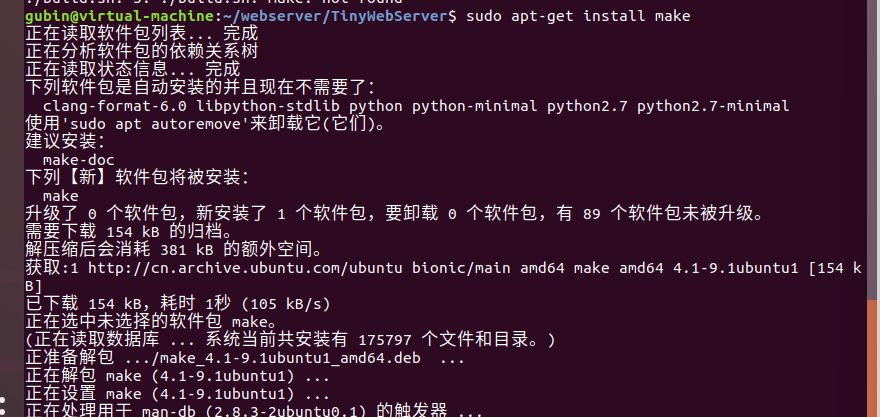 ./build.sh: 5: ./build.sh: make: not found
gubin@virtual-machine:~/webserver/TinyWebServer$ sudo apt-get install make
正在读取软件包列表... 完成
正在分析软件包的依赖关系树
正在读取状态信息... 完成
下列软件包是自动安装的并且现在不需要了：
  clang-format-6.0 libpython-stdlib python python-minimal python2.7 python2.7-minimal
使用'sudo apt autoremove'来卸载它(它们)。
建议安装：
  make-doc
下列【新】软件包将被安装：
  make
升级了 0 个软件包，新安装了 1 个软件包，要卸载 0 个软件包，有 89 个软件包未被升级。
需要下载 154 kB 的归档。
解压缩后会消耗 381 kB 的额外空间。
获取:1 http://cn.archive.ubuntu.com/ubuntu bionic/main amd64 make amd64 4.1-9.1ubuntu1 [154 k
B]
已下载 154 kB，耗时 1秒 (105 kB/s)
正在选中未选择的软件包 make。
(正在读取数据库 ... 系统当前共安装有 175797 个文件和目录。)
正准备解包 .../make_4.1-9.1ubuntu1_amd64.deb  ...
正在解包 make (4.1-9.1ubuntu1) ...
正在设置 make (4.1-9.1ubuntu1) ...
正在处理用于 man-db (2.8.3-2ubuntu0.1) 的触发器 ...